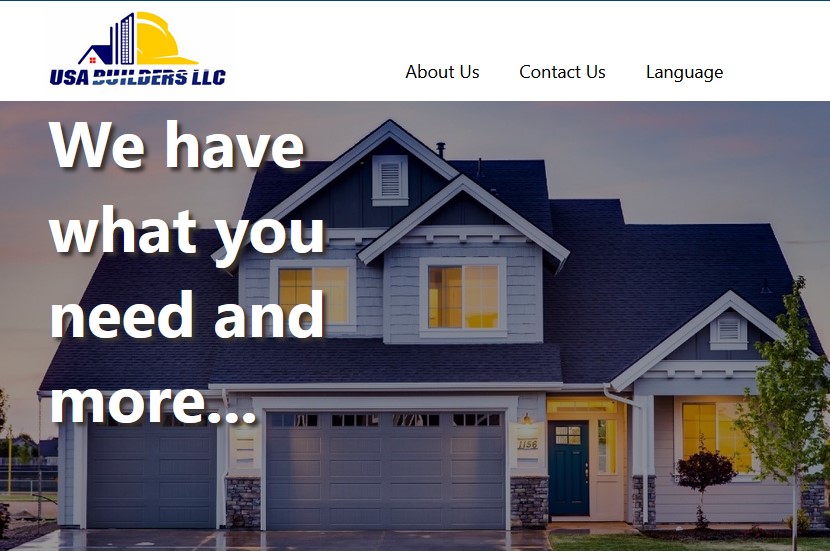 USA BUILDERS LLC
About Us
Contact Us
Language
We have
what you
need and
more...
1156